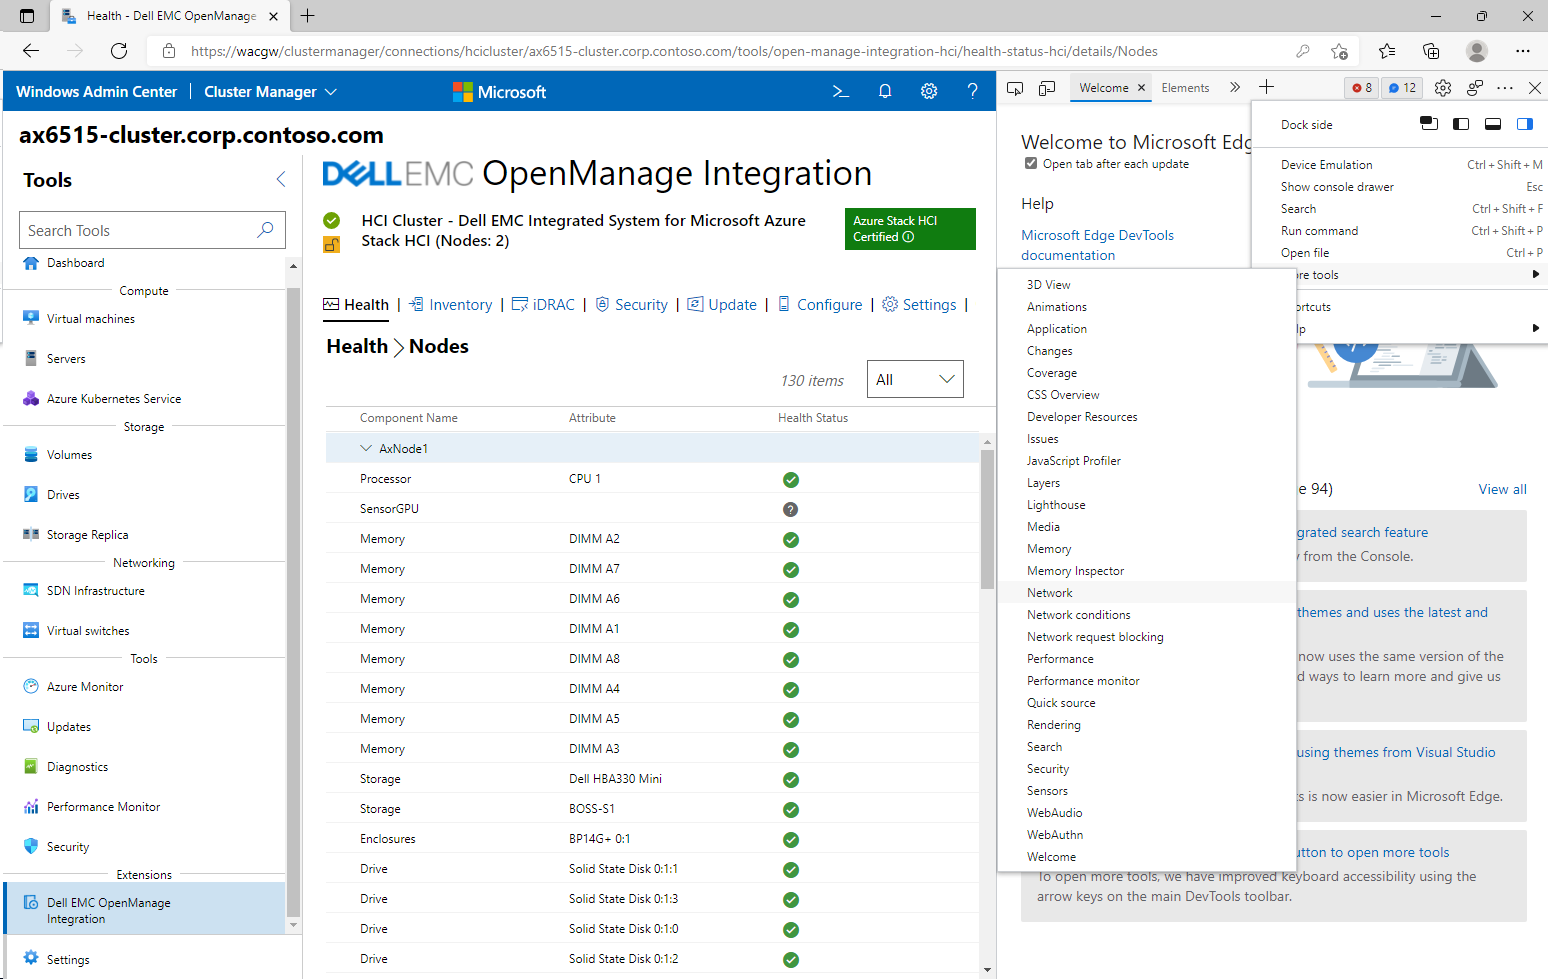 Health - Dell EMC OpenManage
https://wacgw/clustermanager/connections/hcicluster/ax6515-cluster.corp.contoso.com/tools/open-manage-integration-hci/health-status-hci/details/Nodes
Windows Admin Center
Cluster Manager
Microsoft
ax6515-cluster.corp.contoso.com
Tools
Search Tools
Dashboard
Compute
Virtual machines
Servers
Azure Kubernetes Service
Storage
Volumes
Drives
Storage Replica
Networking
SDN Infrastructure
Virtual switches
Tools
Azure Monitor
Updates
Diagnostics
Performance Monitor
Security
Extensions
Dell EMC OpenManage
Integration
Settings
DELLEMC OpenManage Integration
HCI Cluster - Dell EMC Integrated System for Microsoft Azure
Stack HCI (Nodes: 2)
Azure Stack HCI
Certified
Health | Inventory | iDRAC | Security | Update | Configure | Settings |
Health > Nodes
130 items
All
Component Name Attribute Health Status
AxNode1
Processor CPU 1
SensorGPU
Memory DIMM A2
Memory DIMM A7
Memory DIMM A6
Memory DIMM A1
Memory DIMM A8
Memory DIMM A4
Memory DIMM A5
Memory DIMM A3
Storage Dell HBA330 Mini
Storage BOSS-S1
Enclosures BP14G+ 0:1
Drive Solid State Disk 0:1:1
Drive Solid State Disk 0:1:3
Drive Solid State Disk 0:1:0
Drive Solid State Disk 0:1:2
Welcome
Elements
8
12
Welcome to Microsoft Edg
Open tab after each update
Help
Microsoft Edge DevTools
documentation
Dock side
Device Emulation Ctrl + Shift + M
Show console drawer Esc
Search Ctrl + Shift + F
Run command Ctrl + Shift + P
Open file Ctrl + P
ore tools
ortcuts
lp
3D View
Animations
Application
Changes
Coverage
CSS Overview
Developer Resources
Issues
JavaScript Profiler
Layers
Lighthouse
Media
Memory
Memory Inspector
Network
Network conditions
Network request blocking
Performance
Performance monitor
Quick source
Rendering
Search
Security
Sensors
WebAudio
WebAuthn
Welcome
e 94)
View all
grated search feature
y from the Console.
themes and uses the latest and
now uses the same version of the
d ways to learn more and give us
using themes from Visual Studio
s is now easier in Microsoft Edge.
utton to open more tools
To open more tools, we have improved keyboard accessibility using the
arrow keys on the main DevTools toolbar.